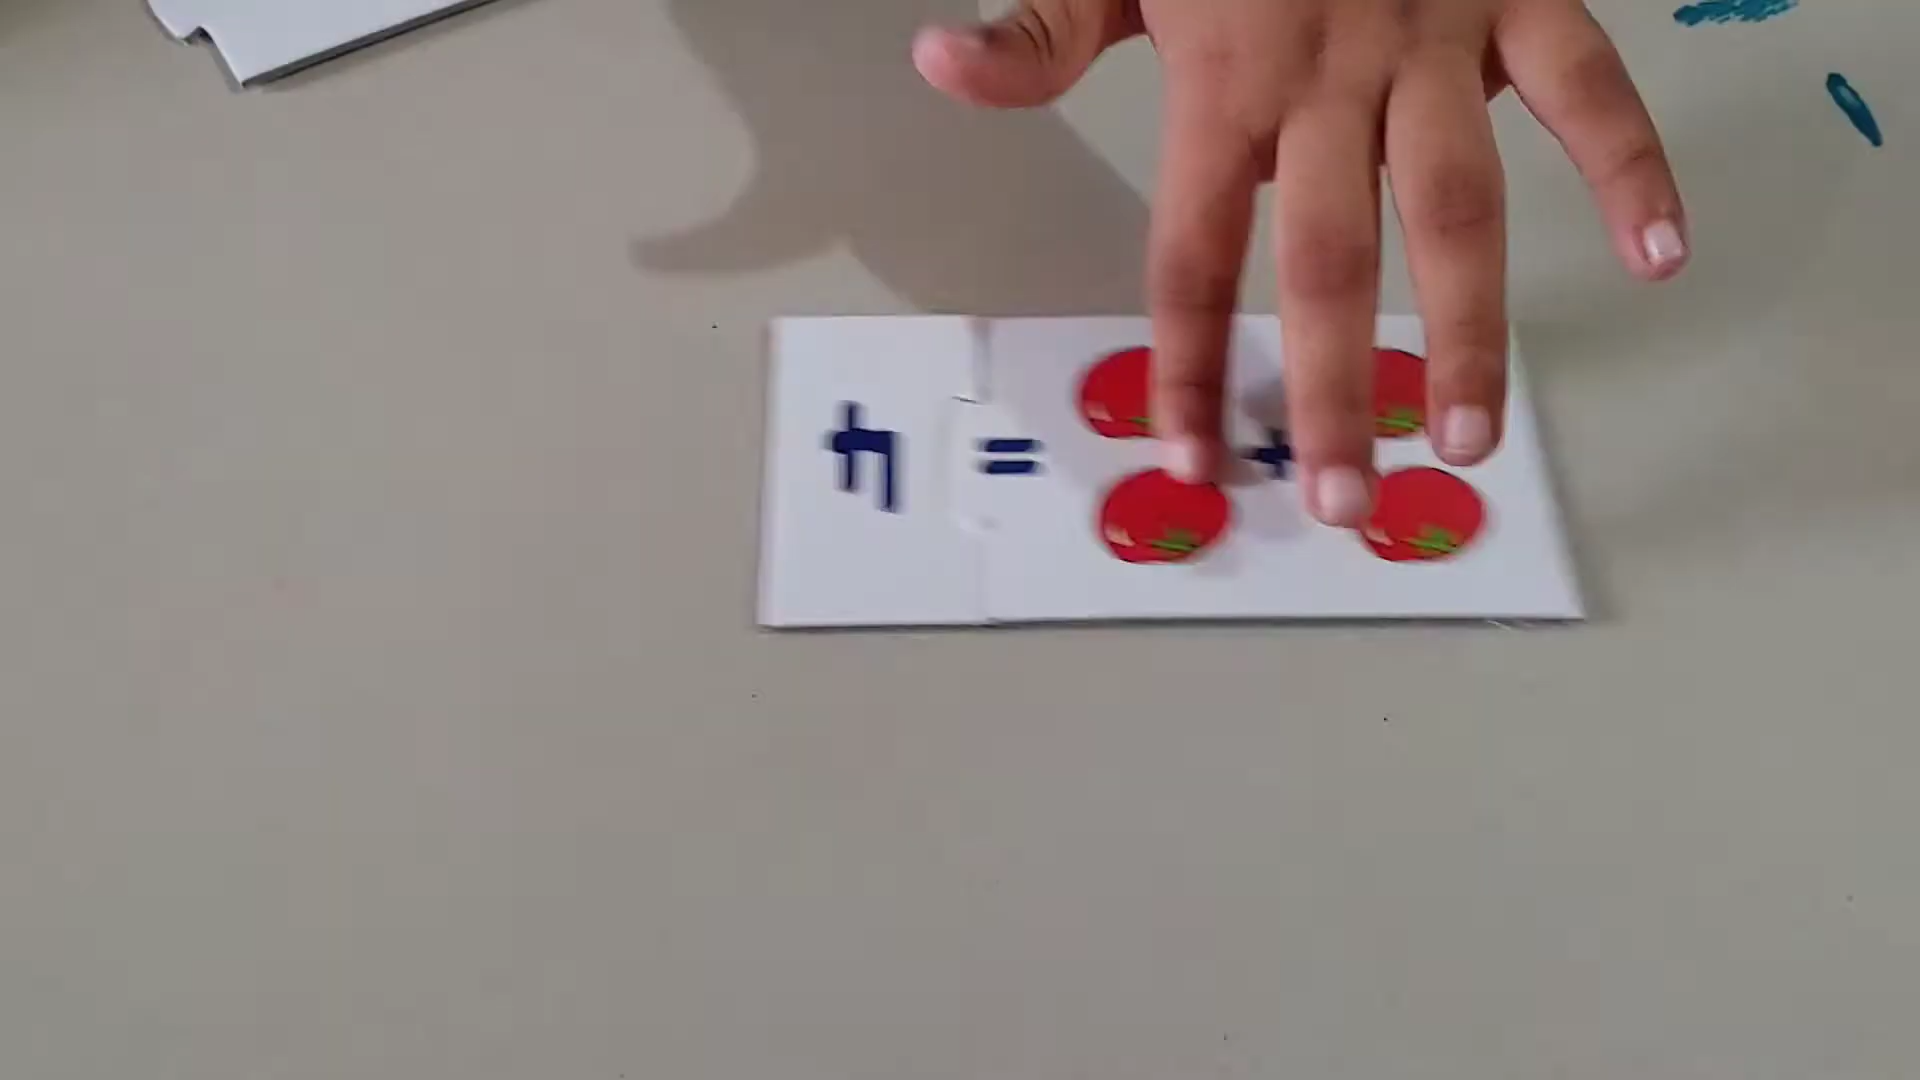 + = 4